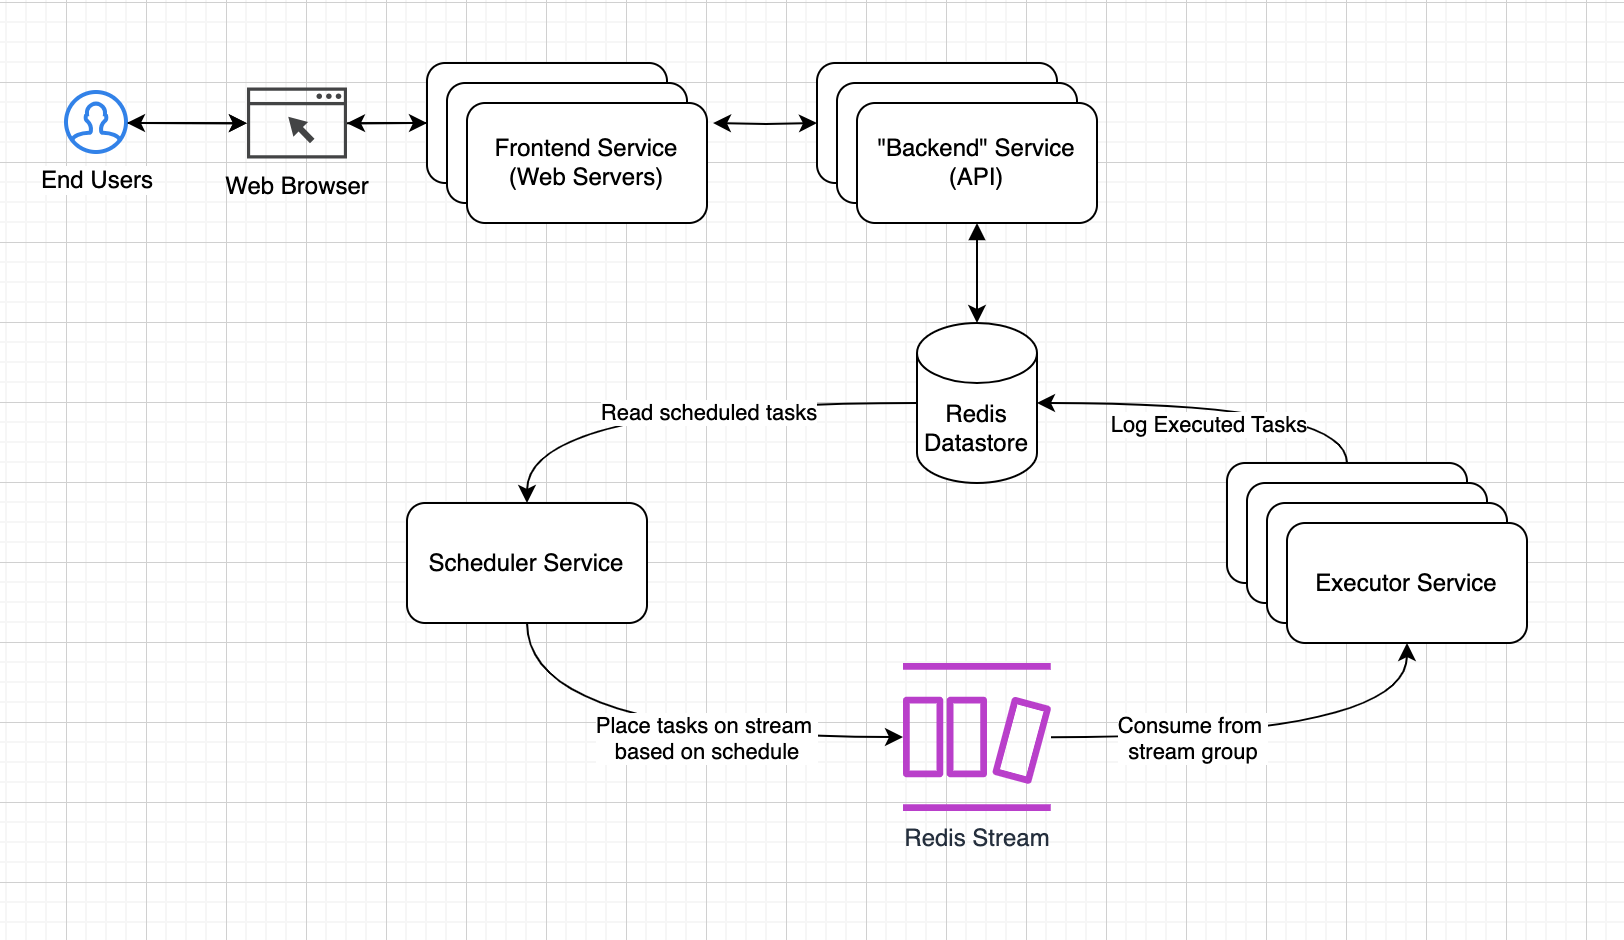 End Users
Web Browser
Frontend Service
(Web Servers)
"Backend" Service
(API)
Redis
Datastore
Read scheduled tasks
Log Executed Tasks
Scheduler Service
Executor Service
Place tasks on stream
based on schedule
Consume from
stream group
Redis Stream